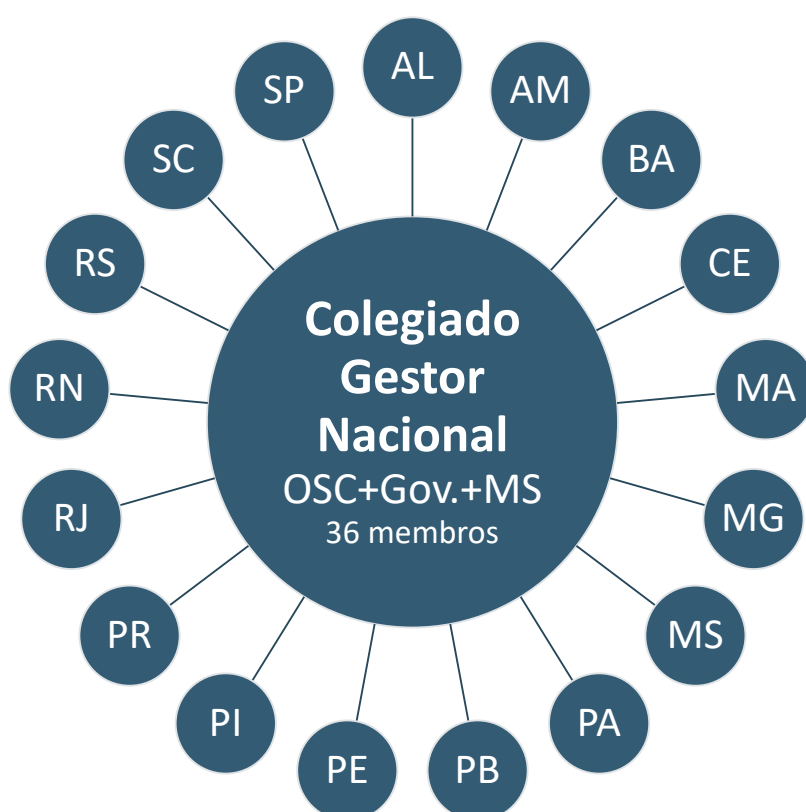 Colegiado
Gestor
Nacional
OSC+Gov.+MS
36 membros
AL
AM
BA
CE
MA
MG
MS
PA
PB
PE
PI
PR
RJ
RN
RS
SC
SP